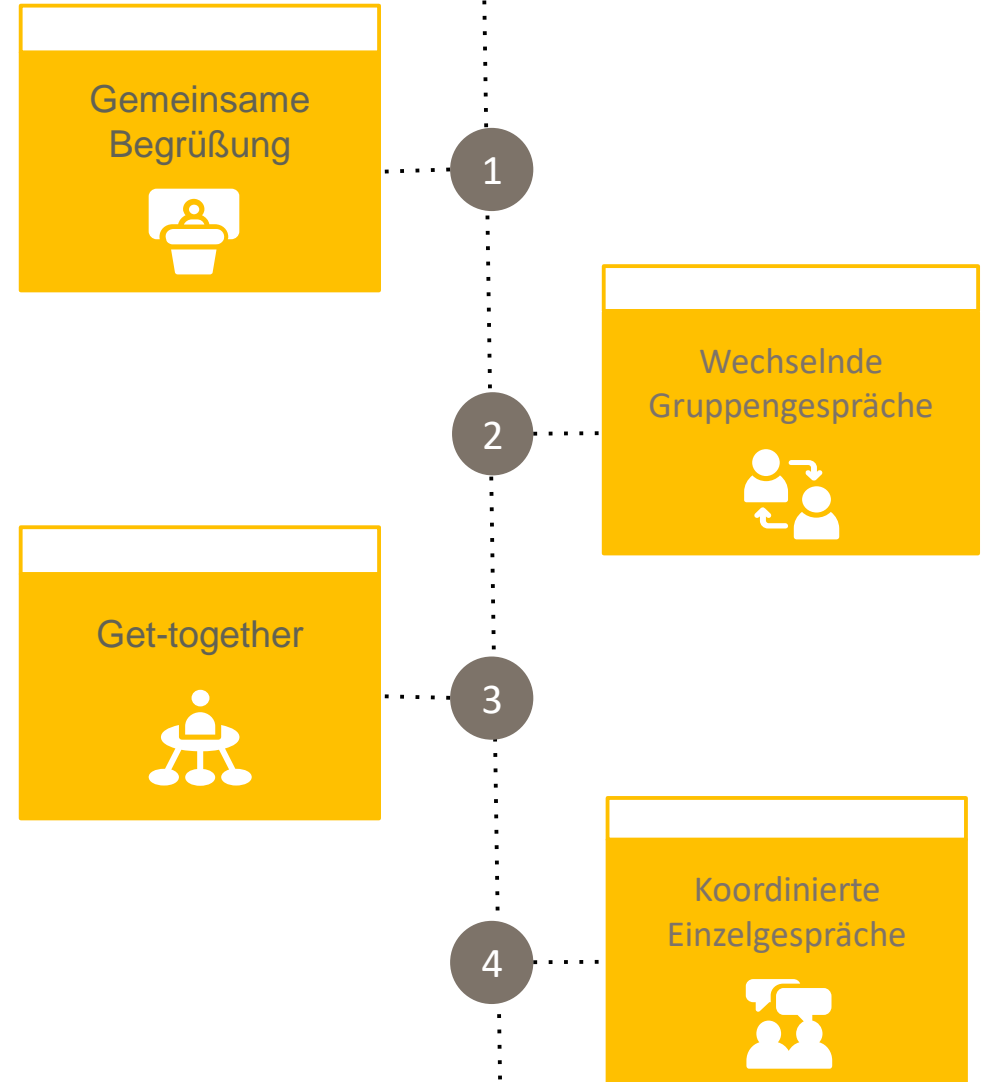 Gemeinsame
Begrüßung
1
Wechselnde
Gruppengespräche
2
Get-together
3
Koordinierte
Einzelgespräche
4